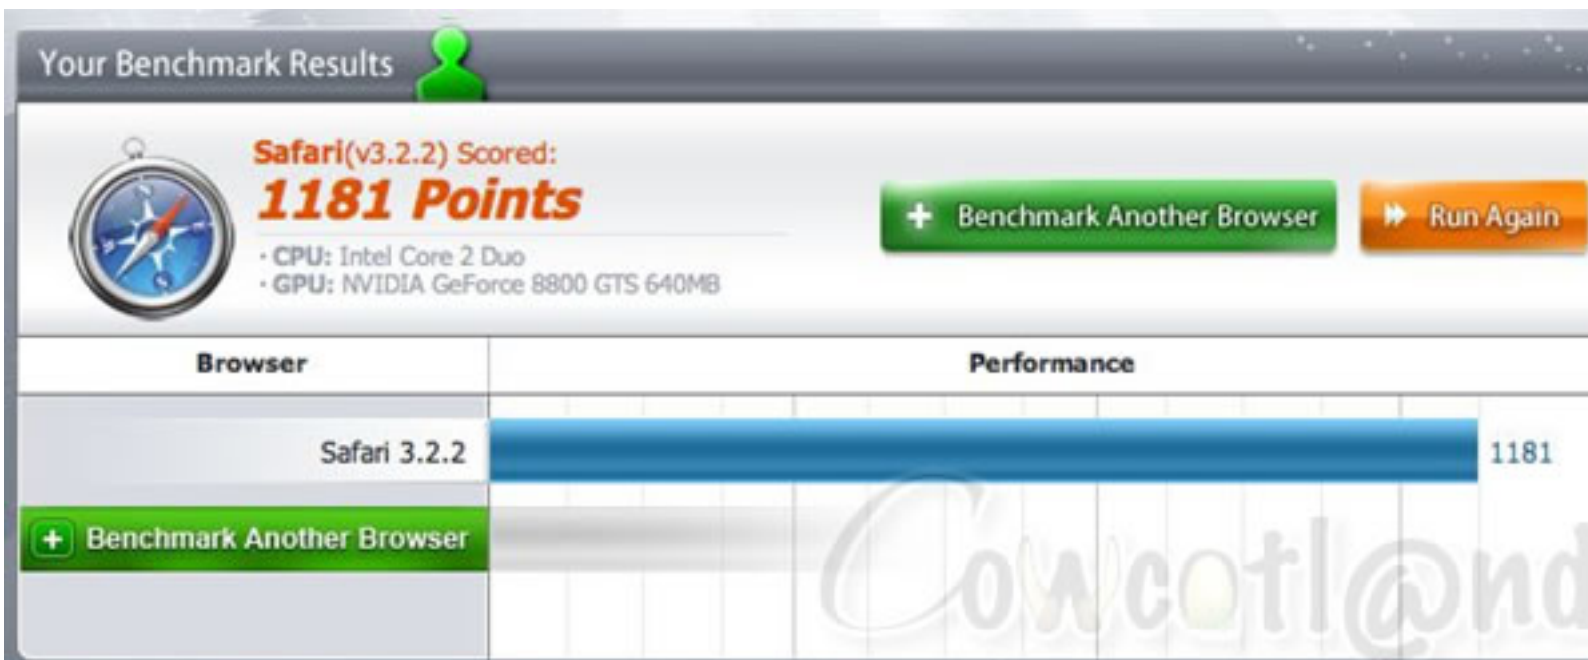 Your Benchmark Results
Safari(v3.2.2) Scored:
1181 Points
· CPU: Intel Core 2 Duo
· GPU: NVIDIA GeForce 8800 GTS 640MB
+ Benchmark Another Browser
Run Again
Browser
Performance
Safari 3.2.2
1181
+ Benchmark Another Browser
Cowcotl@nd